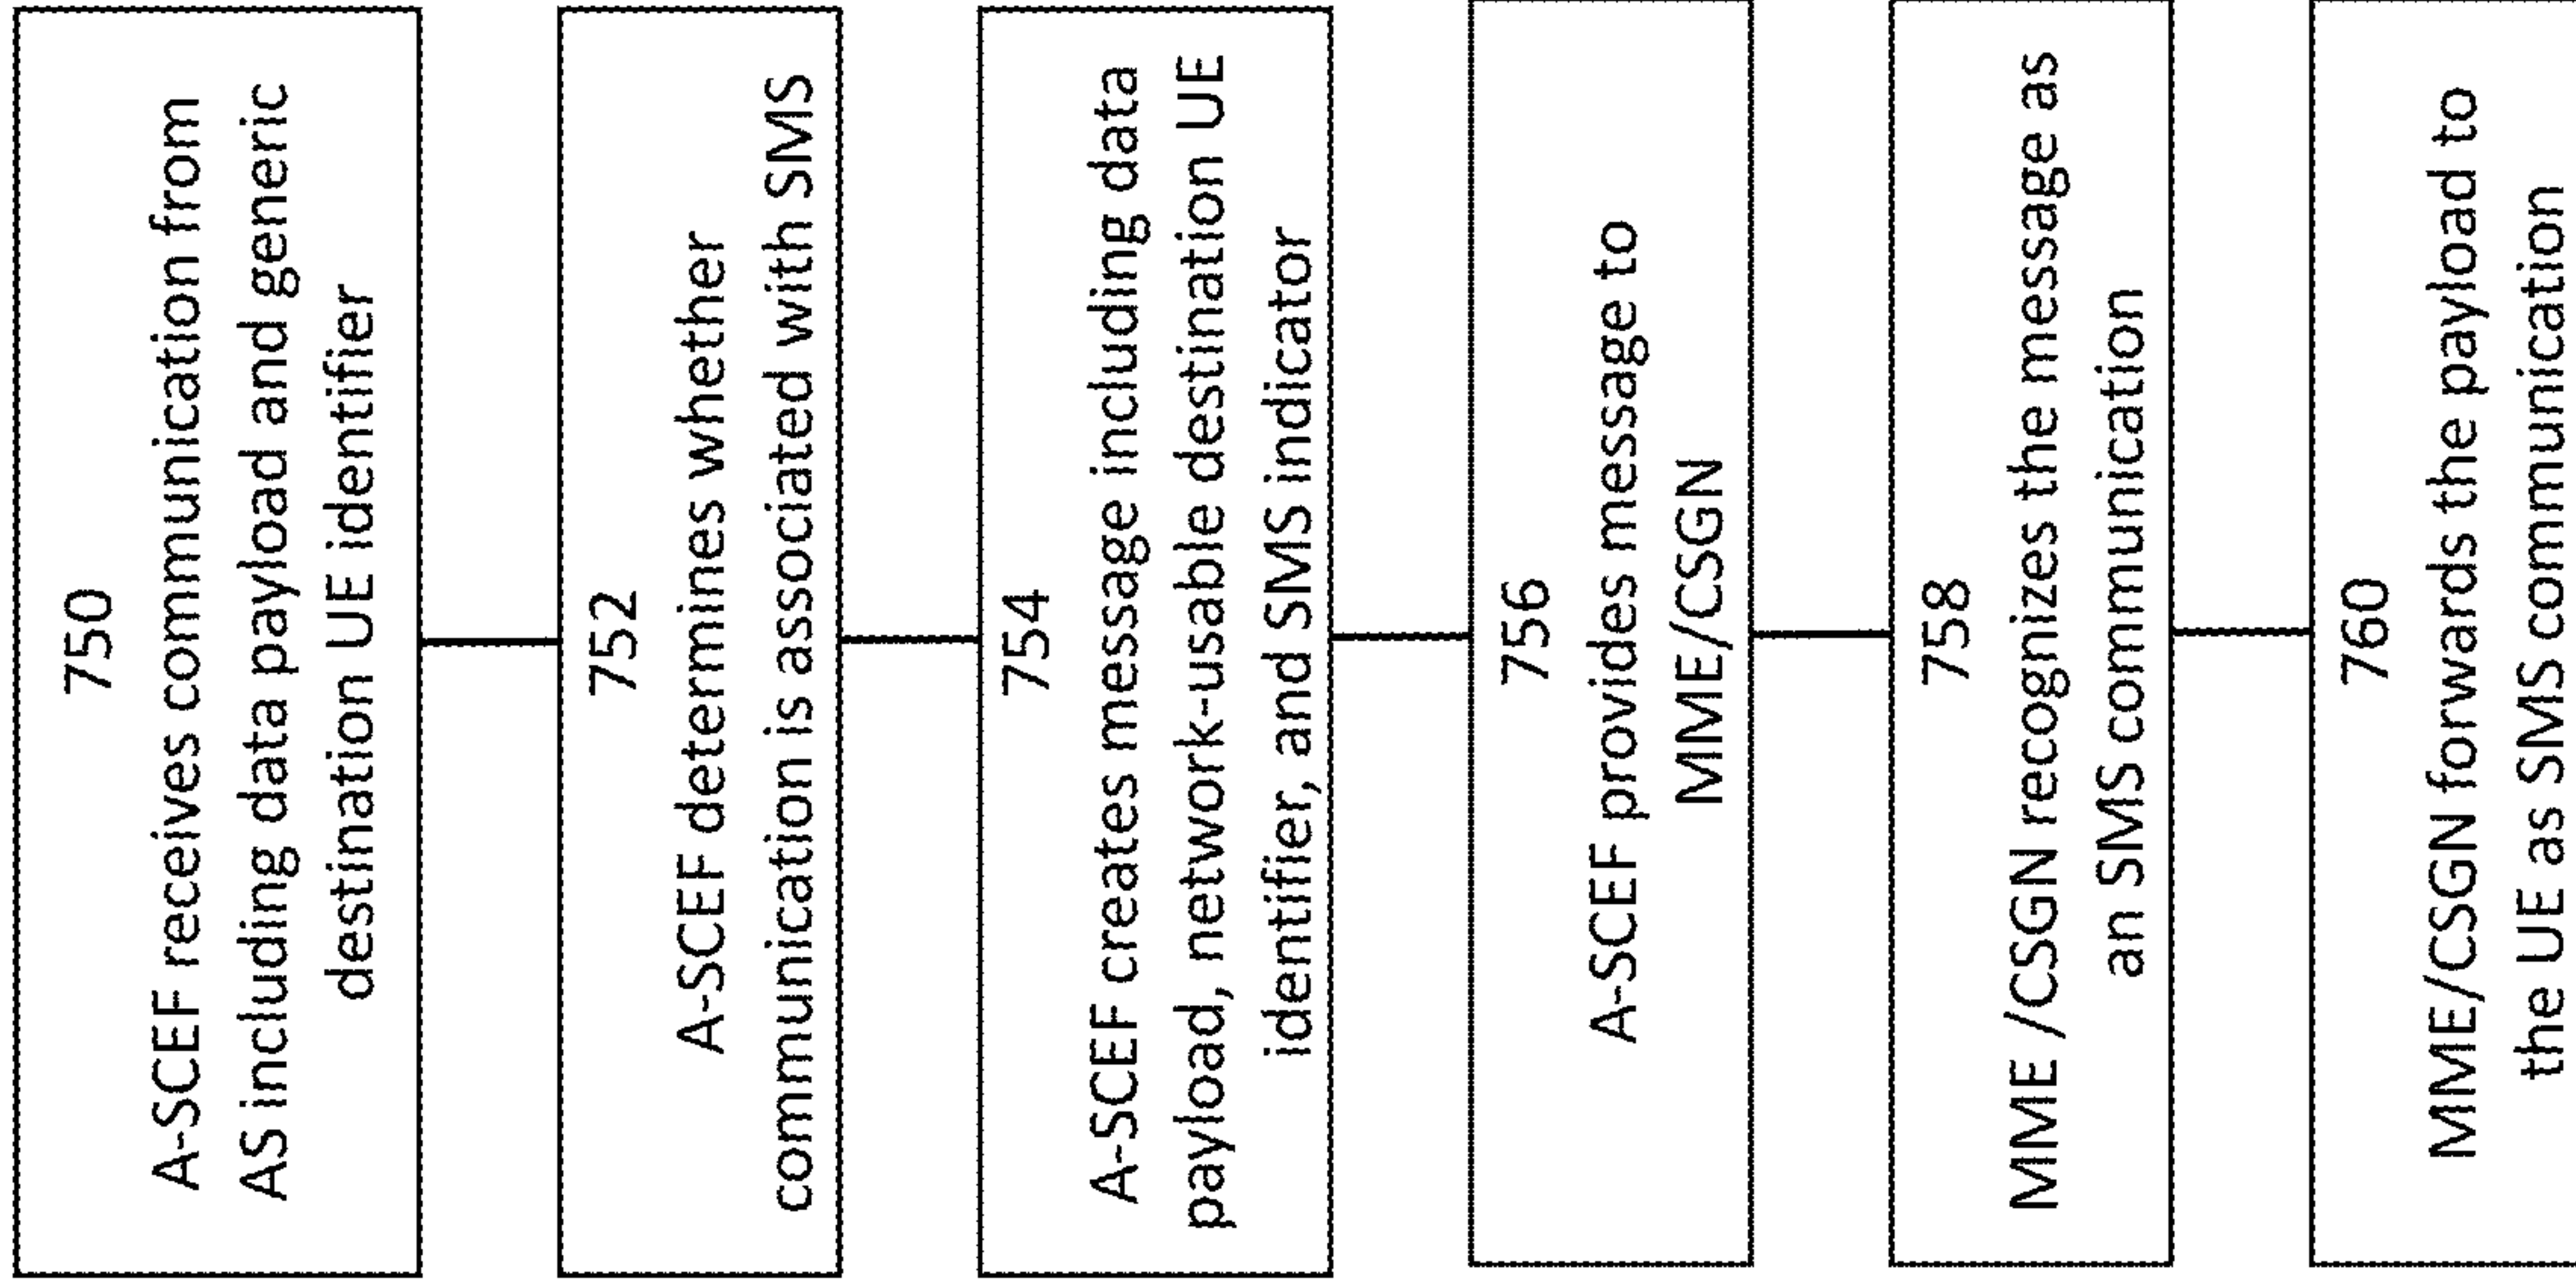 750
A-SCEF receives communication from
AS including data payload and generic
destination UE identifier
752
A-SCEF determines whether
communication is associated with SMS
754
A-SCEF creates message including data
payload, network-usable destination UE
identifier, and SMS indicator
756
A-SCEF provides message to
MME/CSGN
758
MME /CSGN recognizes the message as
an SMS communication
760
MME/CSGN forwards the payload to
the UE as SMS communication